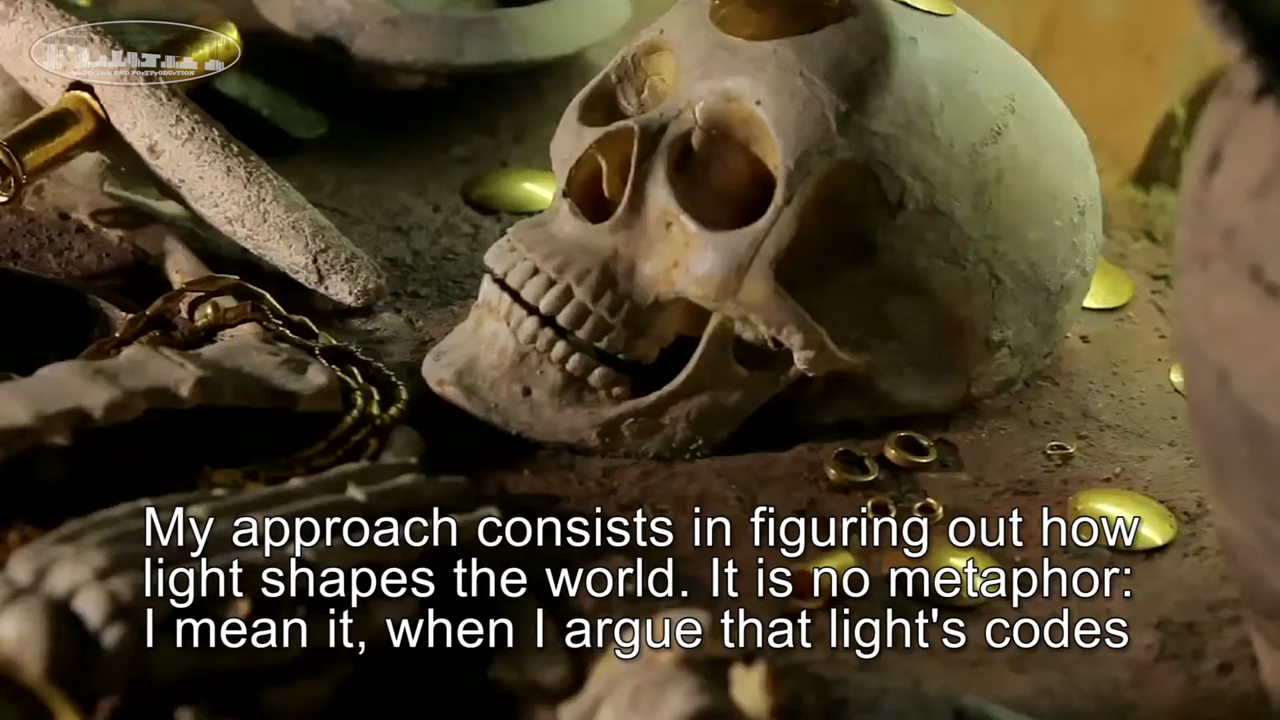 My approach consists in figuring out how
light shapes the world. It is no metaphor:
I mean it, when I argue that light's codes